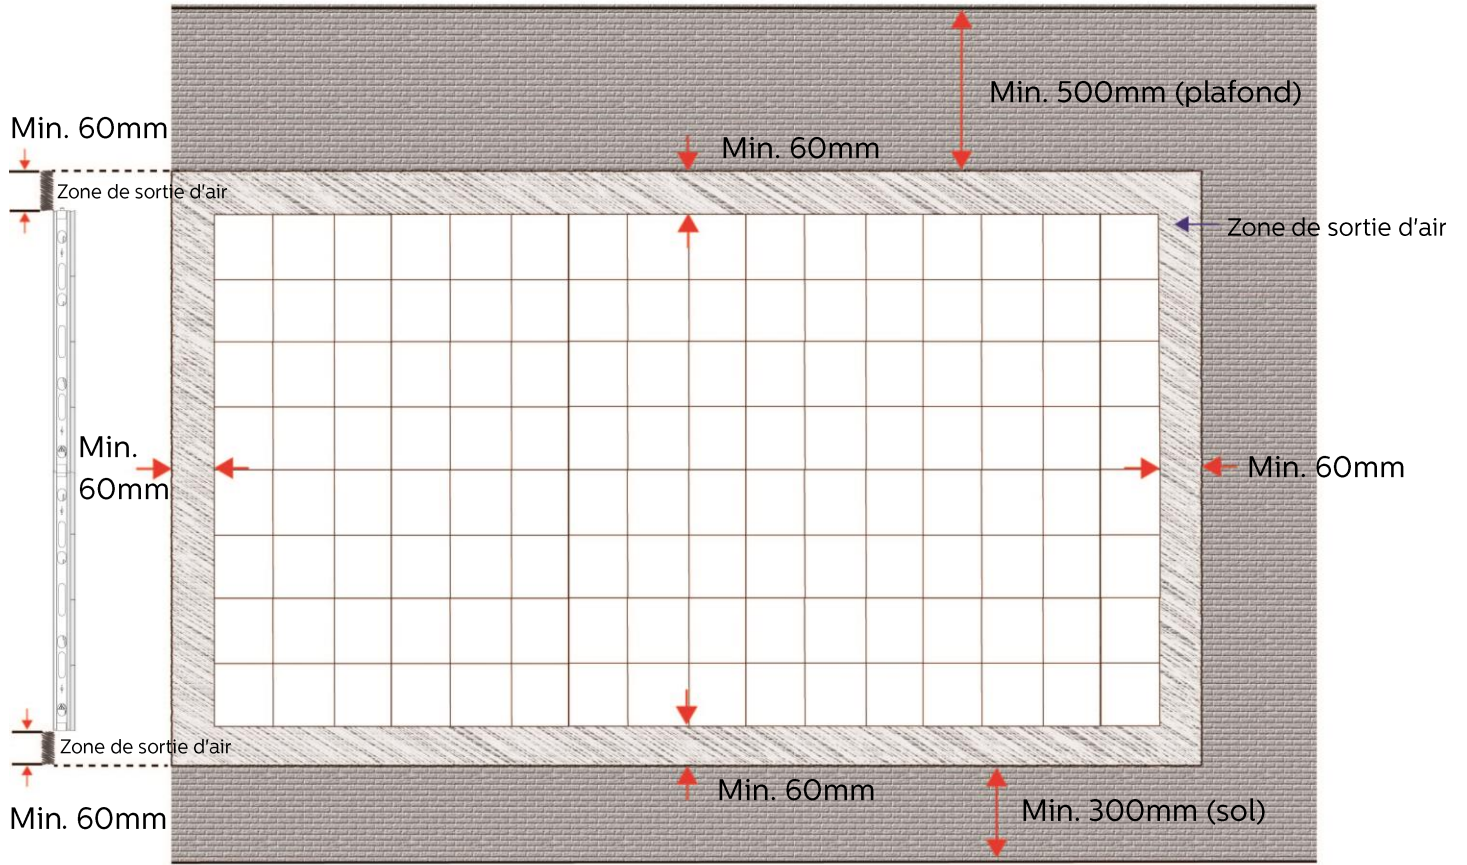 Min. 500mm (plafond)
Min. 60mm
Min. 60mm
Zone de sortie d'air
Zone de sortie d'air
Min.
60mm
Min. 60mm
Zone de sortie d'air
Min. 60mm
Min. 300mm (sol)
Min. 60mm